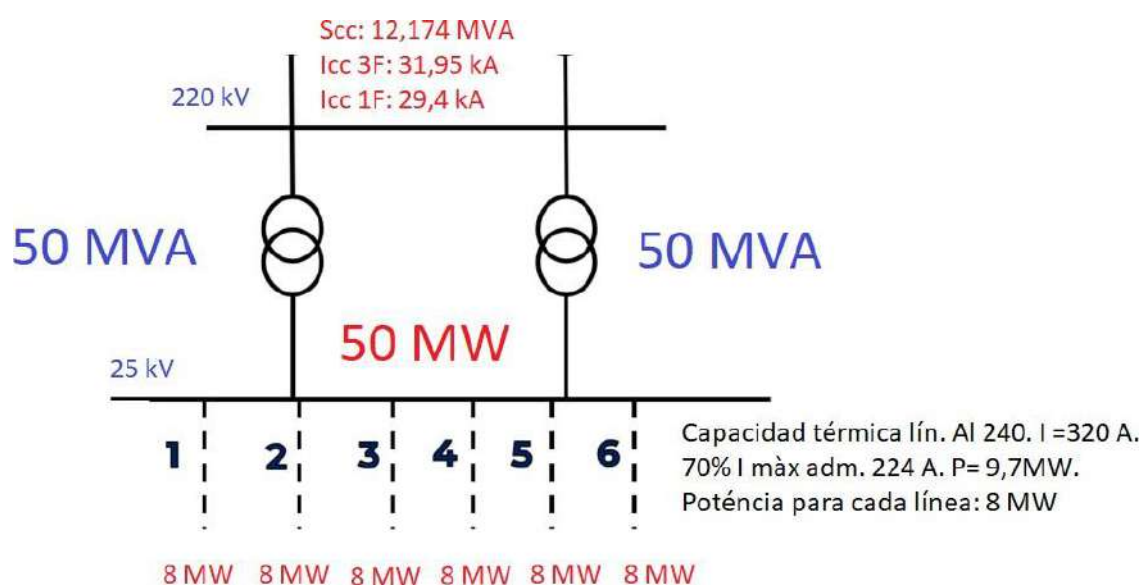 Scc: 12,174 MVA
Icc 3F: 31,95 kA
Icc 1F: 29,4 kA
220 kV
50 MVA
50 MVA
50 MW
25 kV
1 2 3 4 5 6
Capacidad térmica lín. Al 240. I =320 A.
70% I màx adm. 224 A. P= 9,7MW.
Poténcia para cada línea: 8 MW
8 MW 8 MW 8 MW 8 MW 8 MW 8 MW